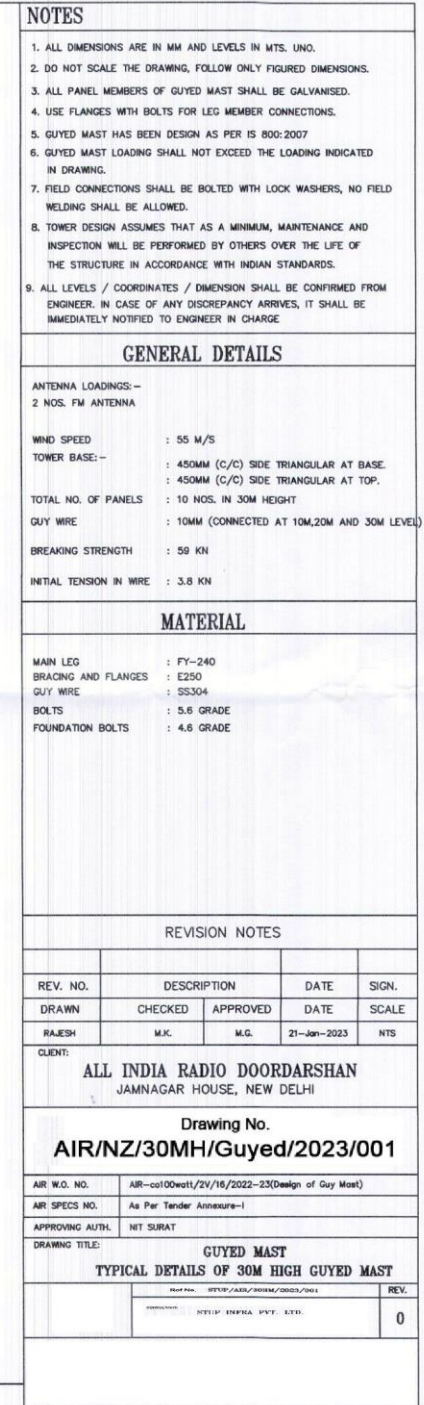 NOTES
1. ALL DIMENSIONS ARE IN MM AND LEVELS IN MTS. UNO.
2. DO NOT SCALE THE DRAWING, FOLLOW ONLY FIGURED DIMENSIONS.
3. ALL PANEL MEMBERS OF GUYED MAST SHALL BE GALVANISED.
4. USE FLANGES WITH BOLTS FOR LEG MEMBER CONNECTIONS.
5. GUYED MAST HAS BEEN DESIGN AS PER IS 800:2007
6. GUYED MAST LOADING SHALL NOT EXCEED THE LOADING INDICATED
IN DRAWING.
7. FIELD CONNECTIONS SHALL BE BOLTED WITH LOCK WASHERS, NO FIELD
WELDING SHALL BE ALLOWED.
8. TOWER DESIGN ASSUMES THAT AS A MINIMUM, MAINTENANCE AND
INSPECTION WILL BE PERFORMED BY OTHERS OVER THE LIFE OF
THE STRUCTURE IN ACCORDANCE WITH INDIAN STANDARDS.
9. ALL LEVELS / COORDINATES / DIMENSION SHALL BE CONFIRMED FROM
ENGINEER. IN CASE OF ANY DISCREPANCY ARRIVES, IT SHALL BE
IMMEDIATELY NOTIFIED TO ENGINEER IN CHARGE
GENERAL DETAILS
ANTENNA LOADINGS:-
2 NOS. FM ANTENNA
WIND SPEED : 55 M/S
TOWER BASE:-
: 450MM (C/C) SIDE TRIANGULAR AT BASE.
: 450MM (C/C) SIDE TRIANGULAR AT TOP.
TOTAL NO. OF PANELS : 10 NOS. IN 30M HEIGHT
GUY WIRE : 10MM (CONNECTED AT 10M,20M AND 30M LEVEL)
BREAKING STRENGTH : 59 KN
INITIAL TENSION IN WIRE : 3.8 KN
MATERIAL
MAIN LEG : FY-240
BRACING AND FLANGES : E250
GUY WIRE : SS304
BOLTS : 5.6 GRADE
FOUNDATION BOLTS : 4.6 GRADE
REVISION NOTES
REV. NO. DESCRIPTION DATE SIGN.
DRAWN CHECKED APPROVED DATE SCALE
RAJESH M.K. M.G. 21-Jan-2023 NTS
CLIENT:
ALL INDIA RADIO DOORDARSHAN
JAMNAGAR HOUSE, NEW DELHI
Drawing No.
AIR/NZ/30MH/Guyed/2023/001
AIR W.O. NO. AIR-co100watt/2V/16/2022-23(Design of Guy Mast)
AIR SPECS NO. As Per Tender Annexure-I
APPROVING AUTH. NIT SURAT
DRAWING TITLE:
GUYED MAST
TYPICAL DETAILS OF 30M HIGH GUYED MAST
Ref No. STUP/AIR/30HM/2023/001 REV.
STUP INFRA PVT. LTD. 0